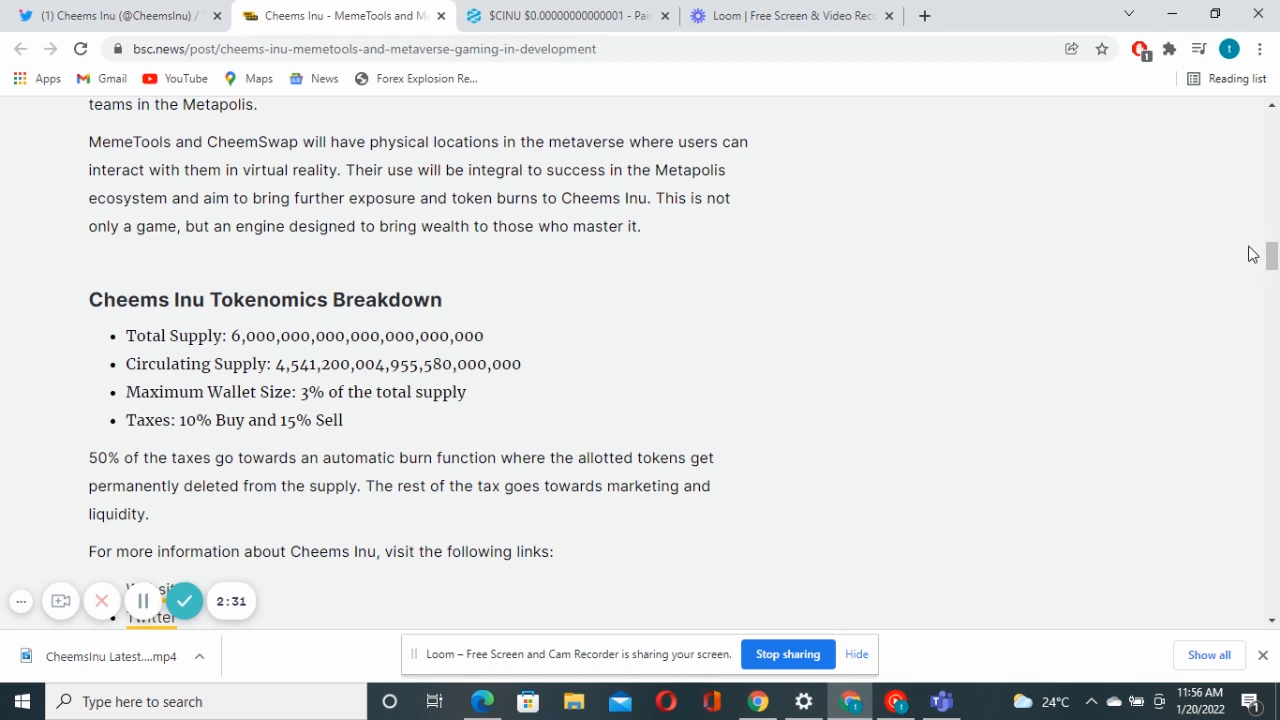 (1) Cheems Inu (@CheemsInu) / T
Cheems Inu - MemeTools and M
$CINU $0.00000000000001 - Pai
Loom | Free Screen & Video Rec
bsc.news/post/cheems-inu-memetools-and-metaverse-gaming-in-development
1
t
Apps
Gmail
YouTube
Maps
News
Forex Explosion Re...
Reading list
teams in the Metapolis.
MemeTools and CheemSwap will have physical locations in the metaverse where users can
interact with them in virtual reality. Their use will be integral to success in the Metapolis
ecosystem and aim to bring further exposure and token burns to Cheems Inu. This is not
only a game, but an engine designed to bring wealth to those who master it.
Cheems Inu Tokenomics Breakdown
• Total Supply: 6,000,000,000,000,000,000,000
• Circulating Supply: 4,541,200,004,955,580,000,000
• Maximum Wallet Size: 3% of the total supply
• Taxes: 10% Buy and 15% Sell
50% of the taxes go towards an automatic burn function where the allotted tokens get
permanently deleted from the supply. The rest of the tax goes towards marketing and
liquidity.
For more information about Cheems Inu, visit the following links:
2:31
• Twitter
CheemsInu Latest....mp4
Loom – Free Screen and Cam Recorder is sharing your screen.
Stop sharing
Hide
Show all
Type here to search
24°C
11:56 AM
1/20/2022
1